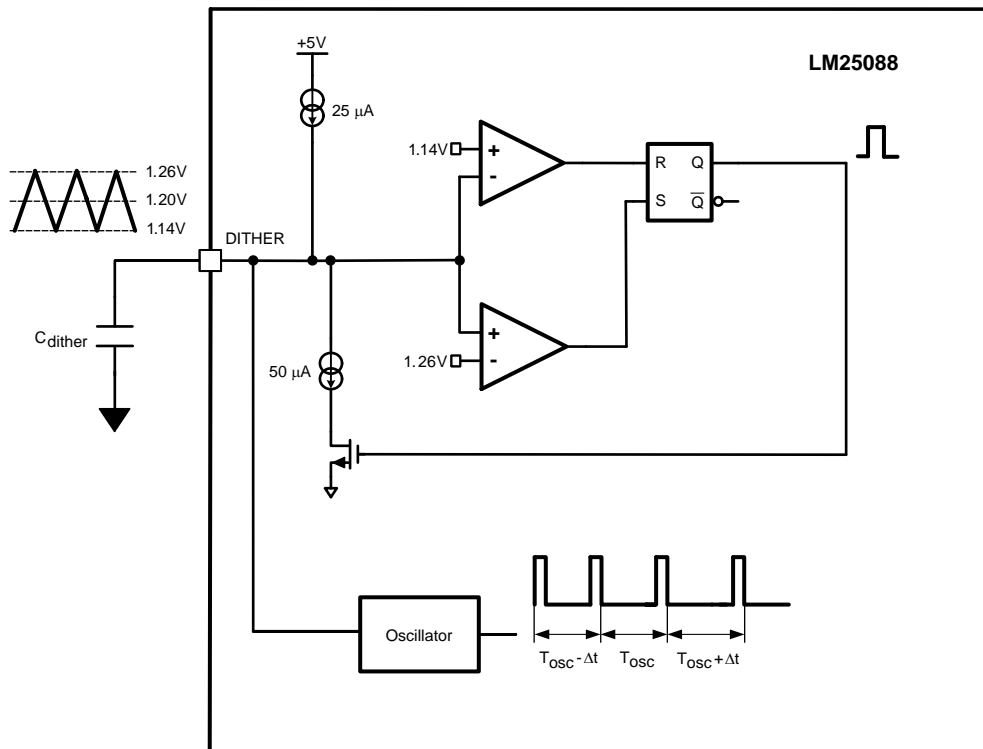 +5V
LM25088
25 μA
1.14V
+
-
R Q
S Q̅
1.26V
1.20V
1.14V
DITHER
Cdither
+
1.26V
-
50 μA
Oscillator
Tosc -Δt Tosc Tosc +Δt